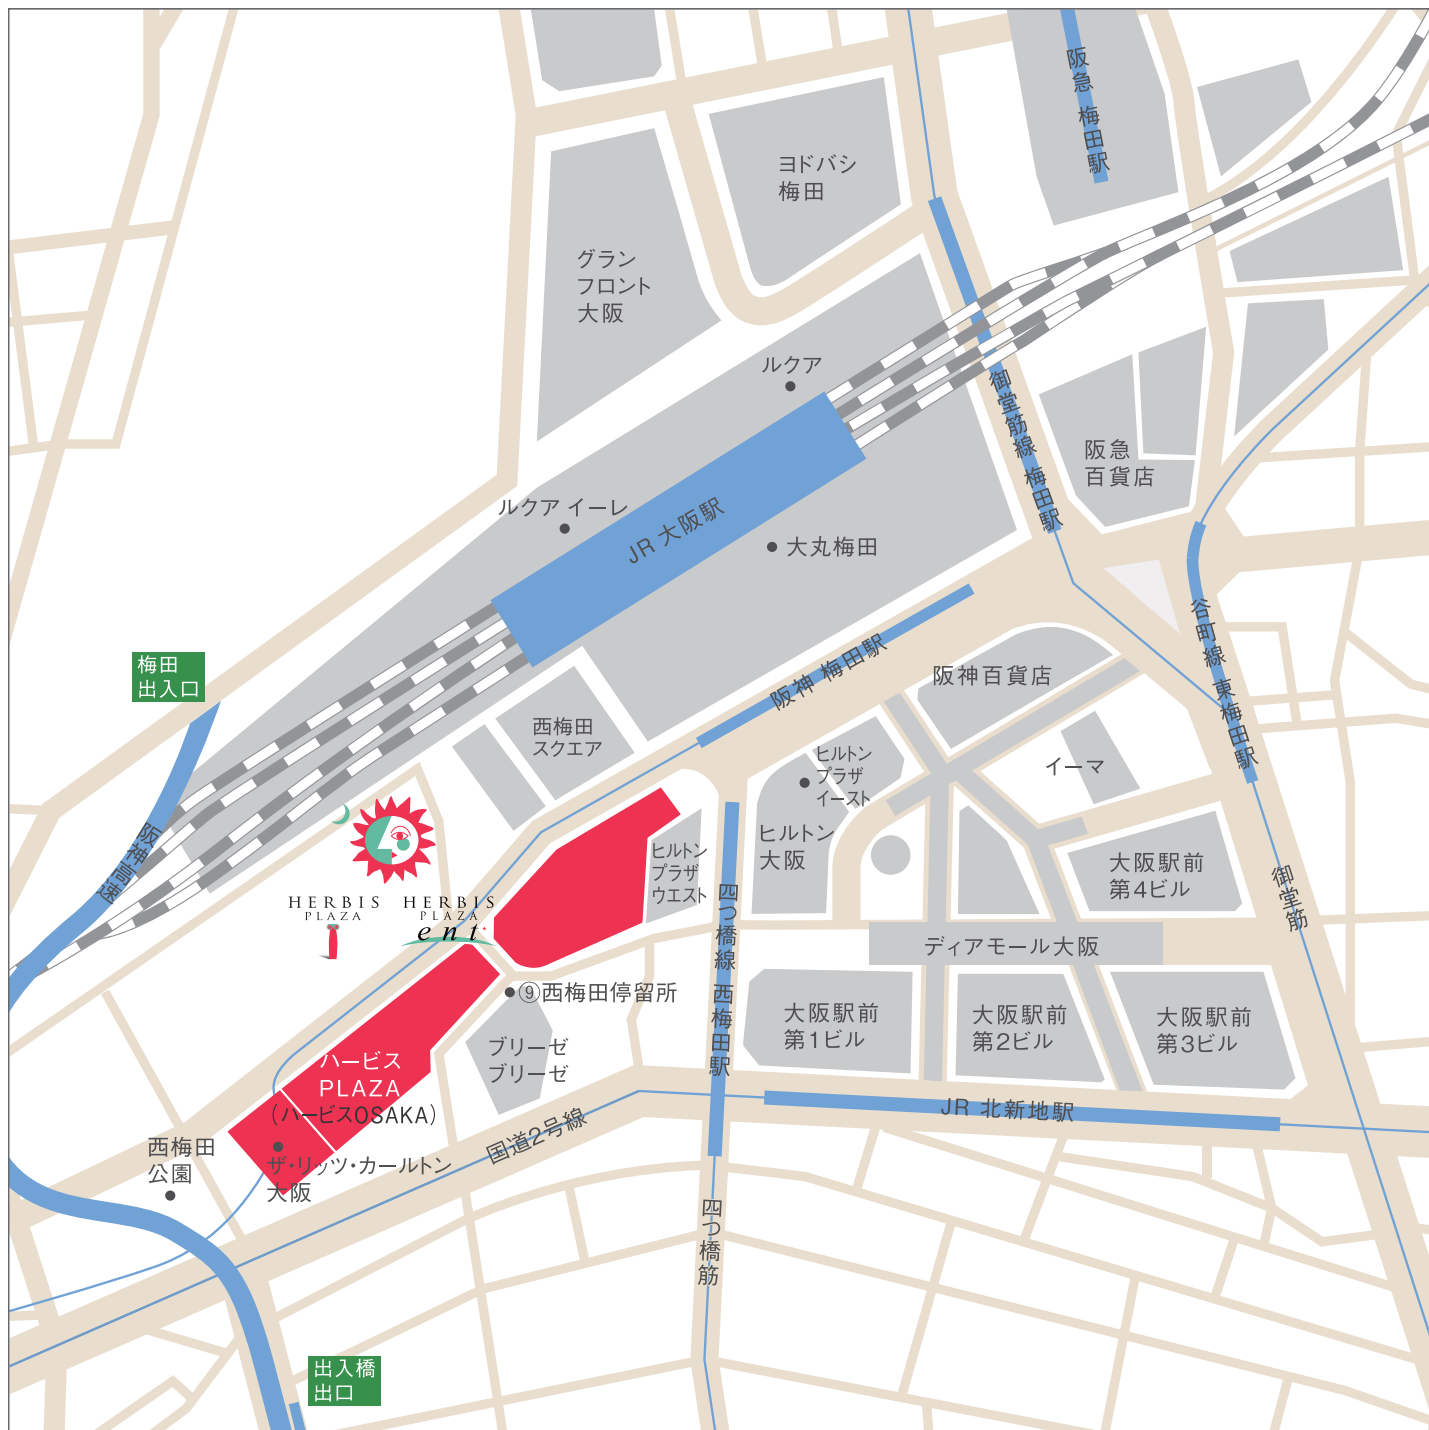 阪急 梅田駅
ヨドバシ
梅田
グラン
フロント
大阪
ルクア
御堂筋線 梅田駅
阪急
百貨店
ルクア イーレ
JR 大阪駅
大丸梅田
谷町線 東梅田駅
梅田
出入口
阪神 梅田駅
阪神百貨店
西梅田
スクエア
ヒルトン
プラザ
イースト
イーマ
阪神高速
ヒルトン
大阪
ヒルトン
プラザ
ウエスト
大阪駅前
第4ビル
御堂筋
HERBIS
PLAZA
HERBIS
PLAZA
ent
四つ橋線 西梅田駅
ディアモール大阪
⑨西梅田停留所
大阪駅前
第1ビル
大阪駅前
第2ビル
大阪駅前
第3ビル
ブリーゼ
ブリーゼ
ハービス
PLAZA
(ハービスOSAKA)
JR 北新地駅
国道2号線
西梅田
公園
ザ・リッツ・カールトン
大阪
四つ橋筋
出入橋
出口